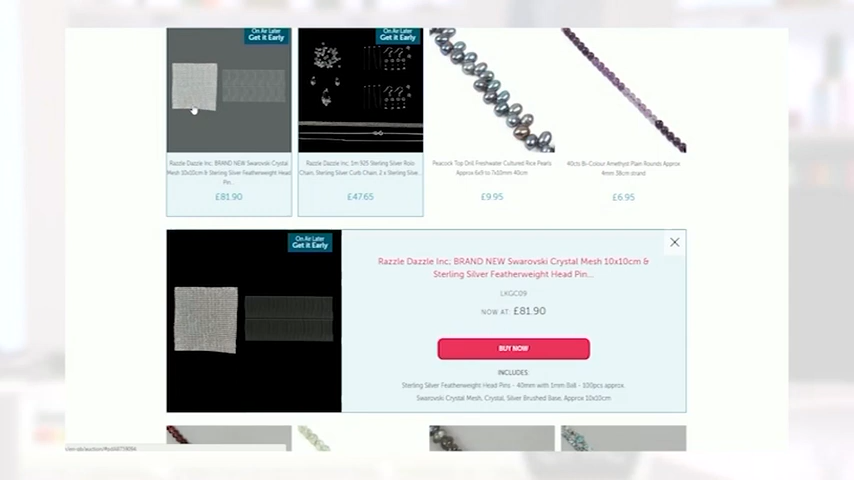 On Air Later
Get it Early
On Air Later
Get it Early
Razzle Dazzle Inc; BRAND NEW Swarovski Crystal
Mesh 10x10cm & Sterling Silver Featherweight Head
Pin...
£81.90
Razzle Dazzle Inc; 1m 925 Sterling Silver Rolo
Chain, Sterling Silver Curb Chain, 2 x Sterling Silve...
£47.65
Peacock Top Drill Freshwater Cultured Rice Pearls
Approx 6x9 to 7x10mm 40cm
£9.95
40cts Bi-Colour Amethyst Plain Rounds Approx
4mm 38cm strand
£6.95
On Air Later
Get it Early
Razzle Dazzle Inc; BRAND NEW Swarovski Crystal Mesh 10x10cm &
Sterling Silver Featherweight Head Pin...
LKGC09
NOW AT: £81.90
BUY NOW
INCLUDES:
Sterling Silver Featherweight Head Pins - 40mm with 1mm Ball - 100pcs approx.
Swarovski Crystal Mesh, Crystal, Silver Brushed Base, Approx 10x10cm